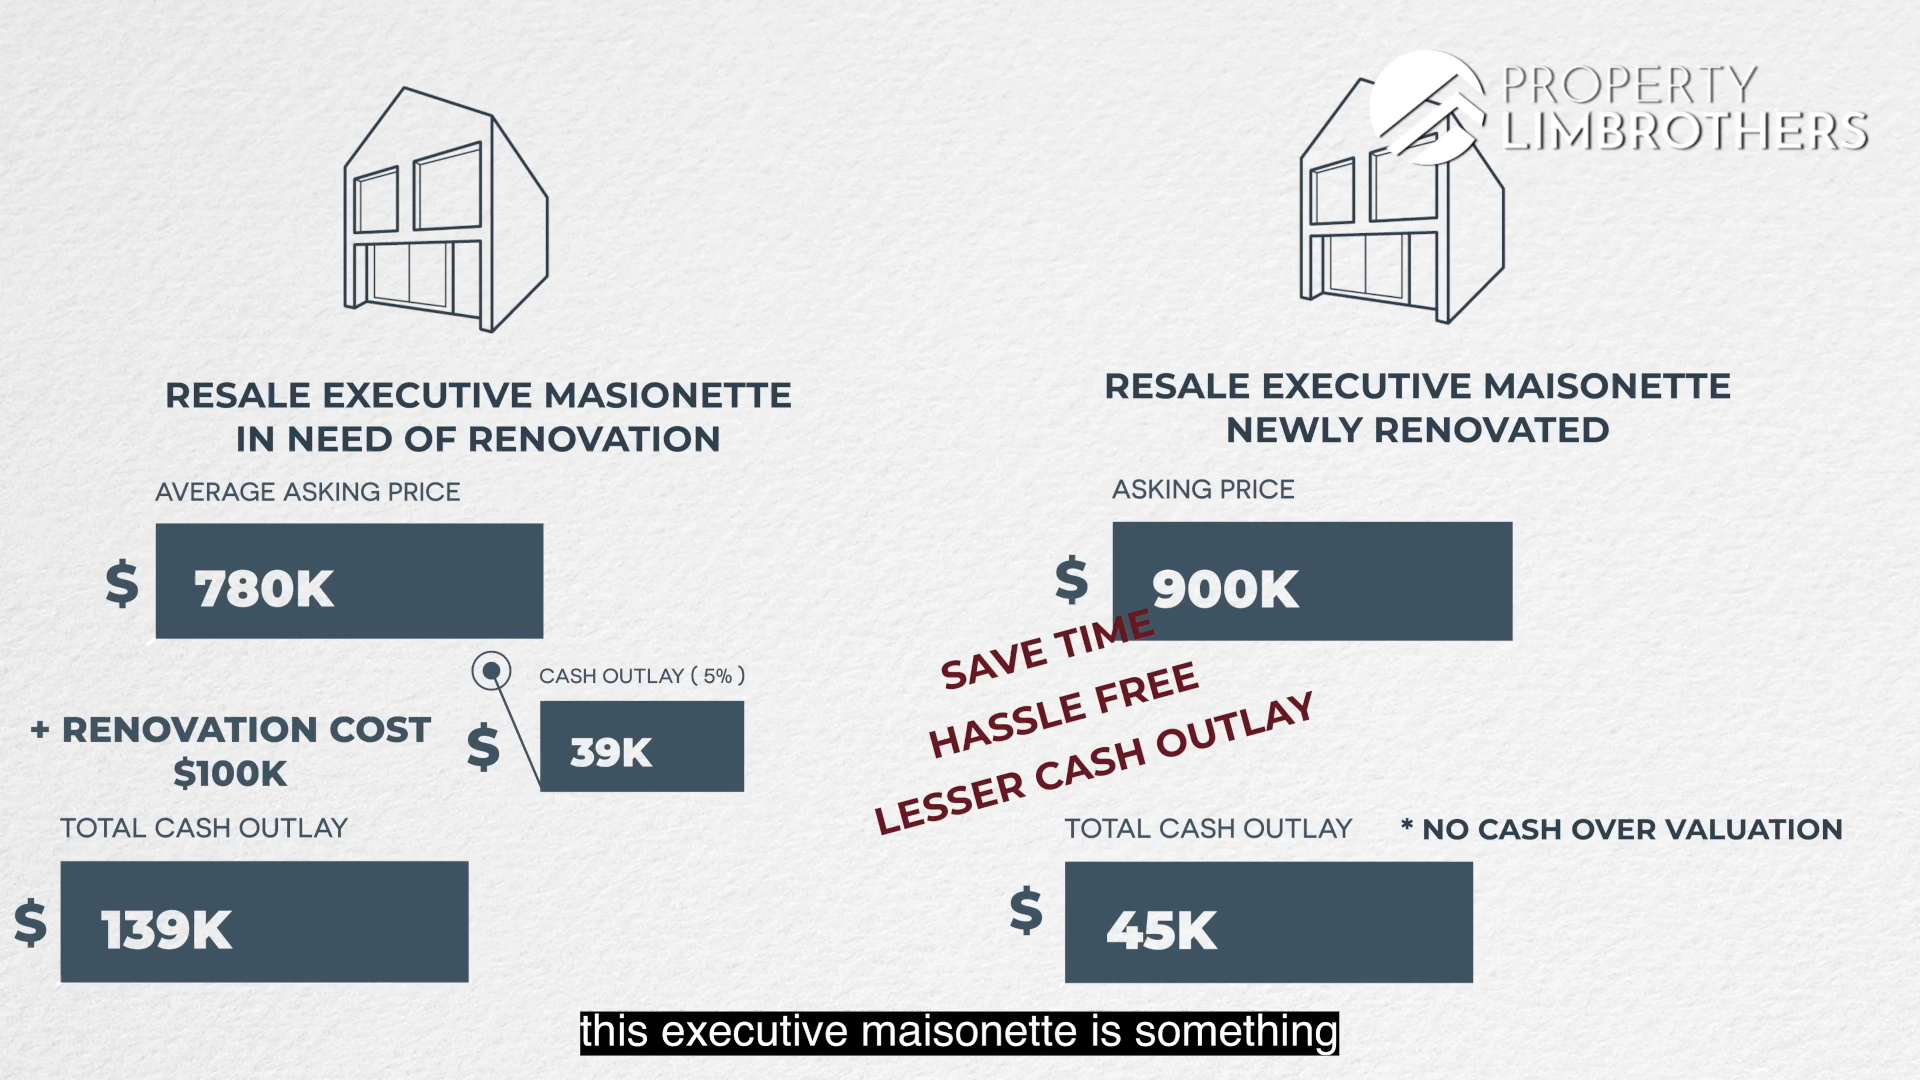 PROPERTY
LIMBROTHERS
RESALE EXECUTIVE MASIONETTE
IN NEED OF RENOVATION
AVERAGE ASKING PRICE
$ 780K
CASH OUTLAY ( 5% )
$ 39K
+ RENOVATION COST
$100K
TOTAL CASH OUTLAY
$ 139K
RESALE EXECUTIVE MAISONETTE
NEWLY RENOVATED
ASKING PRICE
$ 900K
SAVE TIME
HASSLE FREE
LESSER CASH OUTLAY
TOTAL CASH OUTLAY * NO CASH OVER VALUATION
$ 45K
this executive maisonette is something